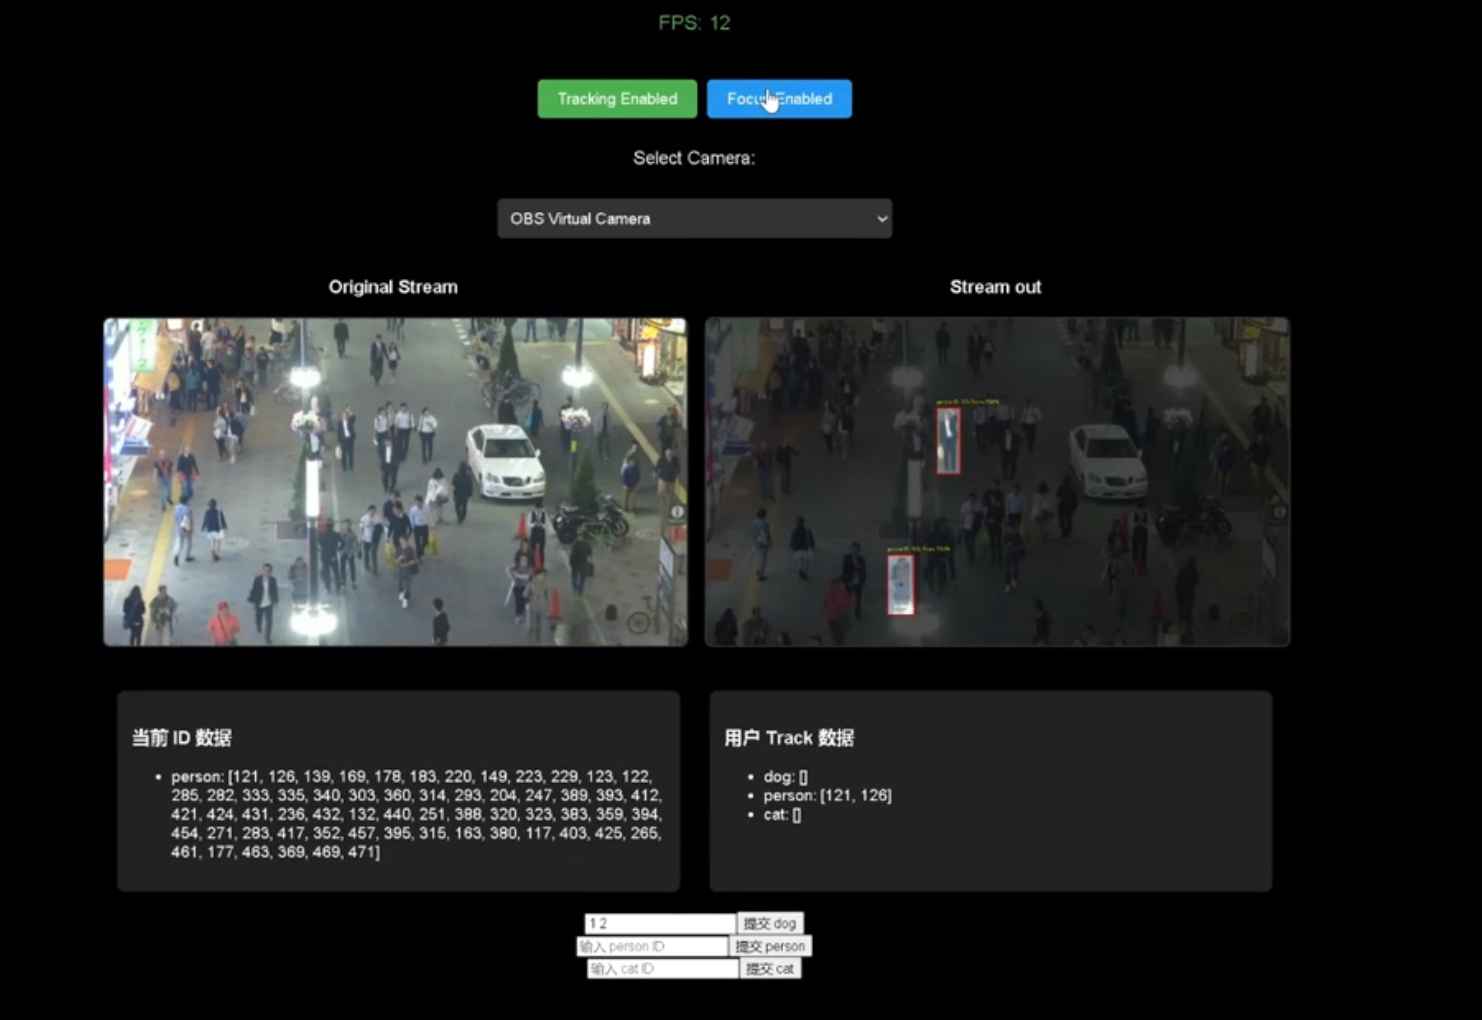 FPS: 12
Tracking Enabled
Focus Enabled
Select Camera:
OBS Virtual Camera
Original Stream
Stream out
当前 ID 数据
person: [121, 126, 139, 169, 178, 183, 220, 149, 223, 229, 123, 122,
285, 282, 333, 335, 340, 303, 360, 314, 293, 204, 247, 389, 393, 412,
421, 424, 431, 236, 432, 132, 440, 251, 388, 320, 323, 383, 359, 394,
454, 271, 283, 417, 352, 457, 395, 315, 163, 380, 117, 403, 425, 265,
461, 177, 463, 369, 469, 471]
用户 Track 数据
dog: []
person: [121, 126]
cat: []
1 2
提交 dog
输入 person ID
提交 person
输入 cat ID
提交 cat